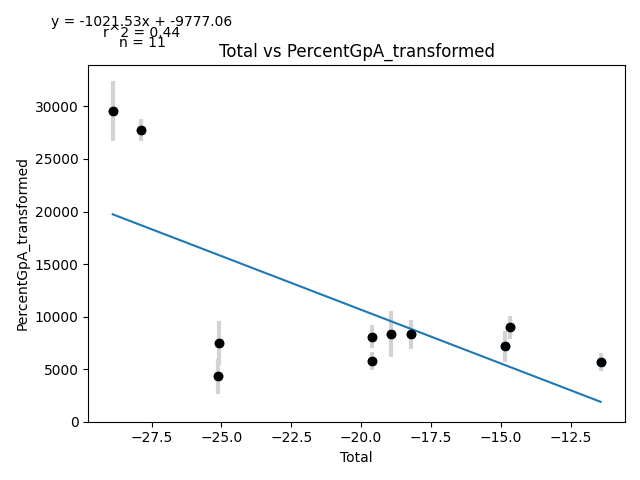 y = -1021.53x + -9777.06
r^2 = 0.44
n = 11
Total vs PercentGpA_transformed
PercentGpA_transformed
30000
25000
20000
15000
10000
5000
0
−27.5 −25.0 −22.5 −20.0 −17.5 −15.0 −12.5
Total